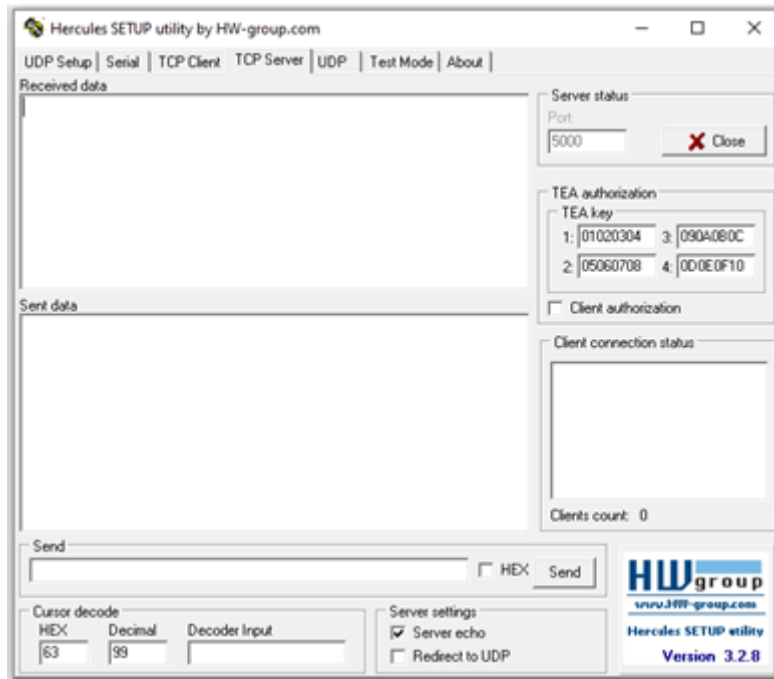 Hercules SETUP utility by HW-group.com
UDP Setup Serial TCP Client TCP Server UDP Test Mode About
Received data
Server status
Port
5000 Close
TEA authorization
TEA key
1: 01020304 3: 090A0B0C
2: 05060708 4: 0D0E0F10
Client authorization
Sent data
Client connection status
Clients count: 0
Send
HEX Send
Cursor decode
HEX Decimal Decoder Input
63 99
Server settings
Server echo
Redirect to UDP
HWgroup
www.HW-group.com
Hercules SETUP utility
Version 3.2.8